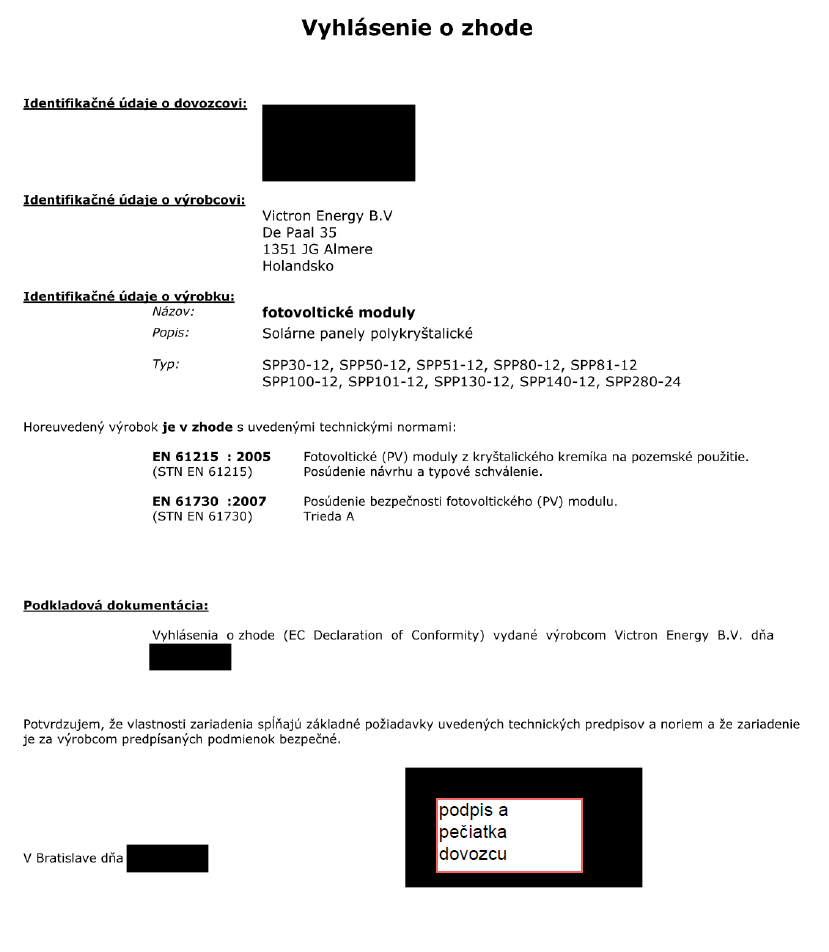 Vyhlásenie o zhode
Identifikačné údaje o dovozcovi:
Identifikačné údaje o výrobcovi:
Victron Energy B.V
De Paal 35
1351 JG Almere
Holandsko
Identifikačné údaje o výrobku:
Názov: fotovoltické moduly
Popis: Solárne panely polykryštalické
Typ: SPP30-12, SPP50-12, SPP51-12, SPP80-12, SPP81-12
SPP100-12, SPP101-12, SPP130-12, SPP140-12, SPP280-24
Horeuvedený výrobok je v zhode s uvedenými technickými normami:
EN 61215 : 2005 Fotovoltické (PV) moduly z kryštalického kremíka na pozemské použitie.
(STN EN 61215) Posúdenie návrhu a typové schválenie.
EN 61730 :2007 Posúdenie bezpečnosti fotovoltického (PV) modulu.
(STN EN 61730) Trieda A
Podkladová dokumentácia:
Vyhlásenia o zhode (EC Declaration of Conformity) vydané výrobcom Victron Energy B.V. dňa
Potvrdzujem, že vlastnosti zariadenia spĺňajú základné požiadavky uvedených technických predpisov a noriem a že zariadenie
je za výrobcom predpísaných podmienok bezpečné.
podpis a
pečiatka
dovozcu
V Bratislave dňa